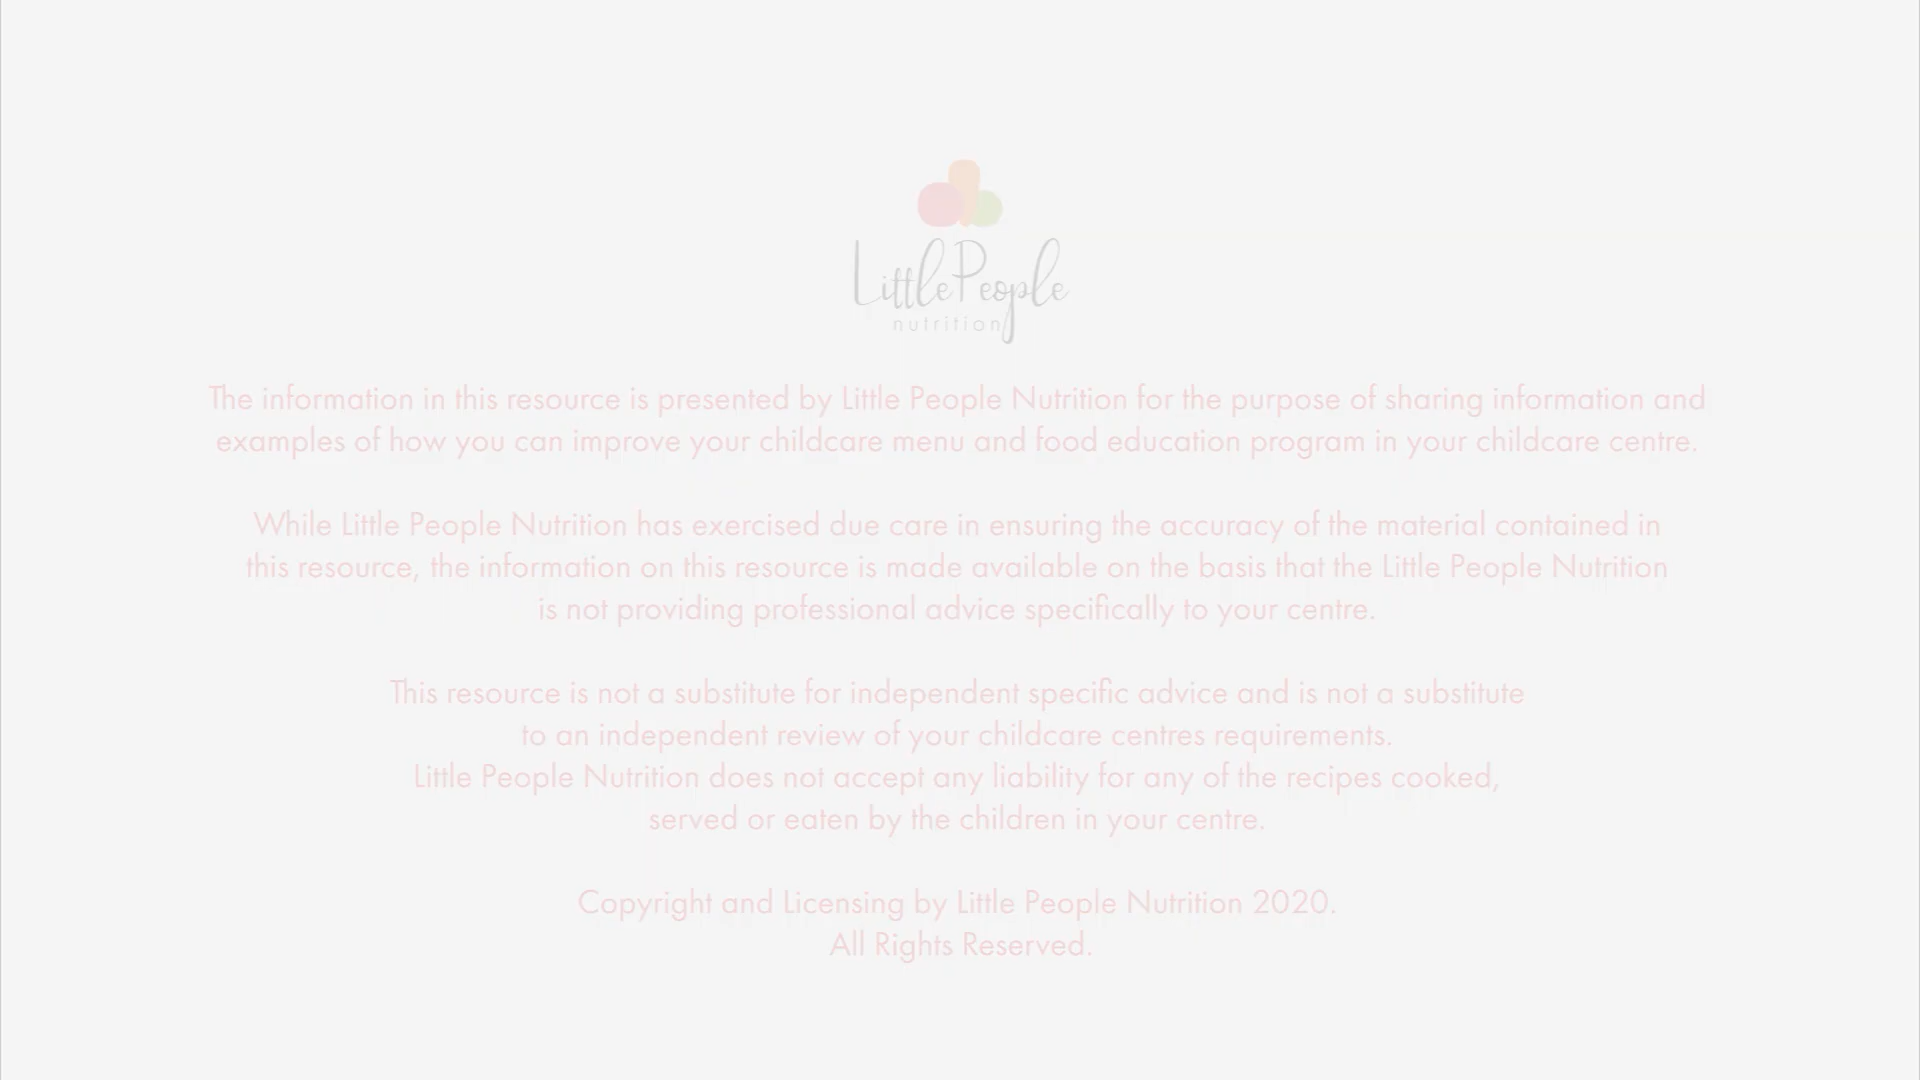 Little People
nutrition
The information in this resource is presented by Little People Nutrition for the purpose of sharing information and
examples of how you can improve your childcare menu and food education program in your childcare centre.
While Little People Nutrition has exercised due care in ensuring the accuracy of the material contained in
this resource, the information on this resource is made available on the basis that the Little People Nutrition
is not providing professional advice specifically to your centre.
This resource is not a substitute for independent specific advice and is not a substitute
to an independent review of your childcare centres requirements.
Little People Nutrition does not accept any liability for any of the recipes cooked,
served or eaten by the children in your centre.
Copyright and Licensing by Little People Nutrition 2020.
All Rights Reserved.